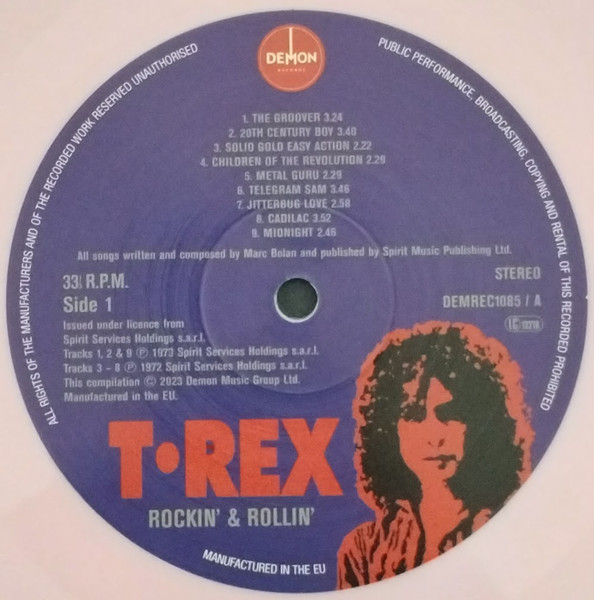 DEMON
RECORDS
ALL RIGHTS OF THE MANUFACTURERS AND OF THE RECORDED WORK RESERVED UNAUTHORISED
PUBLIC PERFORMANCE, BROADCASTING, COPYING AND RENTAL OF THIS RECORDED PROHIBITED
1. THE GROOVER 3.24
2. 20TH CENTURY BOY 3.40
3. SOLID GOLD EASY ACTION 2.22
4. CHILDREN OF THE REVOLUTION 2.29
5. METAL GURU 2.29
6. TELEGRAM SAM 3.46
7. JITTERBUG LOVE 2.58
8. CADILAC 3.52
9. MIDNIGHT 2.46
All songs written and composed by Marc Bolan and published by Spirit Music Publishing Ltd.
33⅓ R.P.M.
Side 1
STEREO
DEMREC1085 / A
LC
Issued under licence from
Spirit Services Holdings s.a.r.l.
Tracks 1, 2 & 9 ℗ 1973 Spirit Services Holdings s.a.r.l.
Tracks 3 – 8 ℗ 1972 Spirit Services Holdings s.a.r.l.
This compilation © 2023 Demon Music Group Ltd.
Manufactured in the EU.
T•REX
ROCKIN' & ROLLIN'
MANUFACTURED IN THE EU